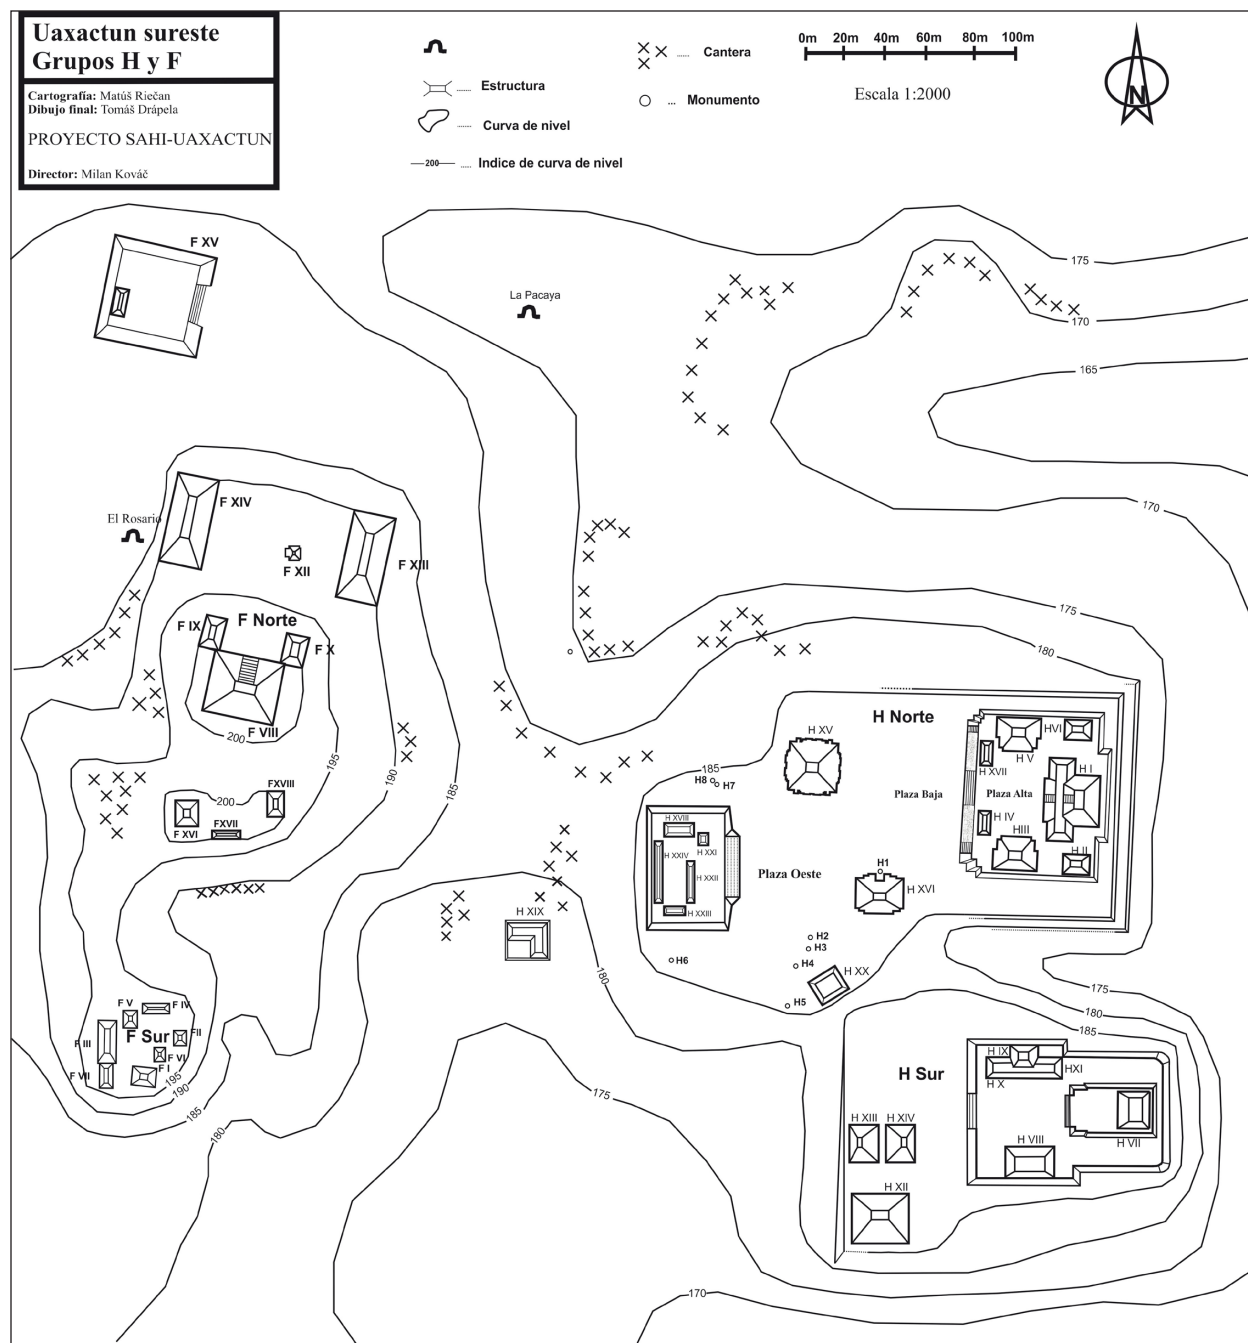 Uaxactun sureste
Grupos H y F
Cartografía: Matúš Riečan
Dibujo final: Tomáš Drápela
PROYECTO SAHI-UAXACTUN
Director: Milan Kováč
Estructura
Curva de nivel
200 Indice de curva de nivel
Cantera
Monumento
0m 20m 40m 60m 80m 100m
Escala 1:2000
N
F XV
175
La Pacaya
170
165
F XIV
170
El Rosario
F XII
F XIII
175
F IX
F Norte
F X
180
F VIII
200
H Norte
H XV
HVI
H V
195
190
185
185
H8
H7
H XVII
H I
FXVIII
200
Plaza Baja
Plaza Alta
F XVI
FXVII
H XVIII
H IV
HIII
H XXI
H XXIV
H II
H1
H XXII
Plaza Oeste
H XVI
H XXIII
H XIX
H2
H3
H6
H4
H XX
180
H5
175
F V
F IV
180
185
F Sur
FII
F III
F VI
H IX
F I
HXI
F VII
H Sur
H X
195
190
175
185
180
H XIII
H XIV
H VIII
H VII
H XII
170